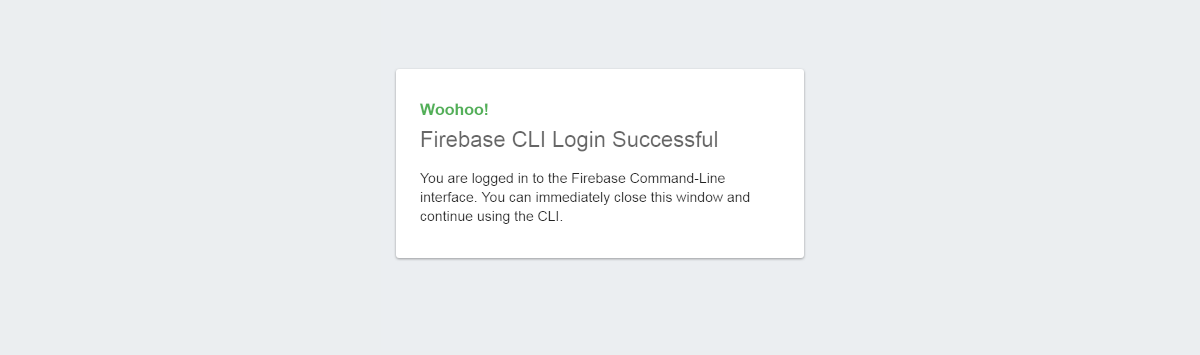 Woohoo!
Firebase CLI Login Successful
You are logged in to the Firebase Command-Line
interface. You can immediately close this window and
continue using the CLI.